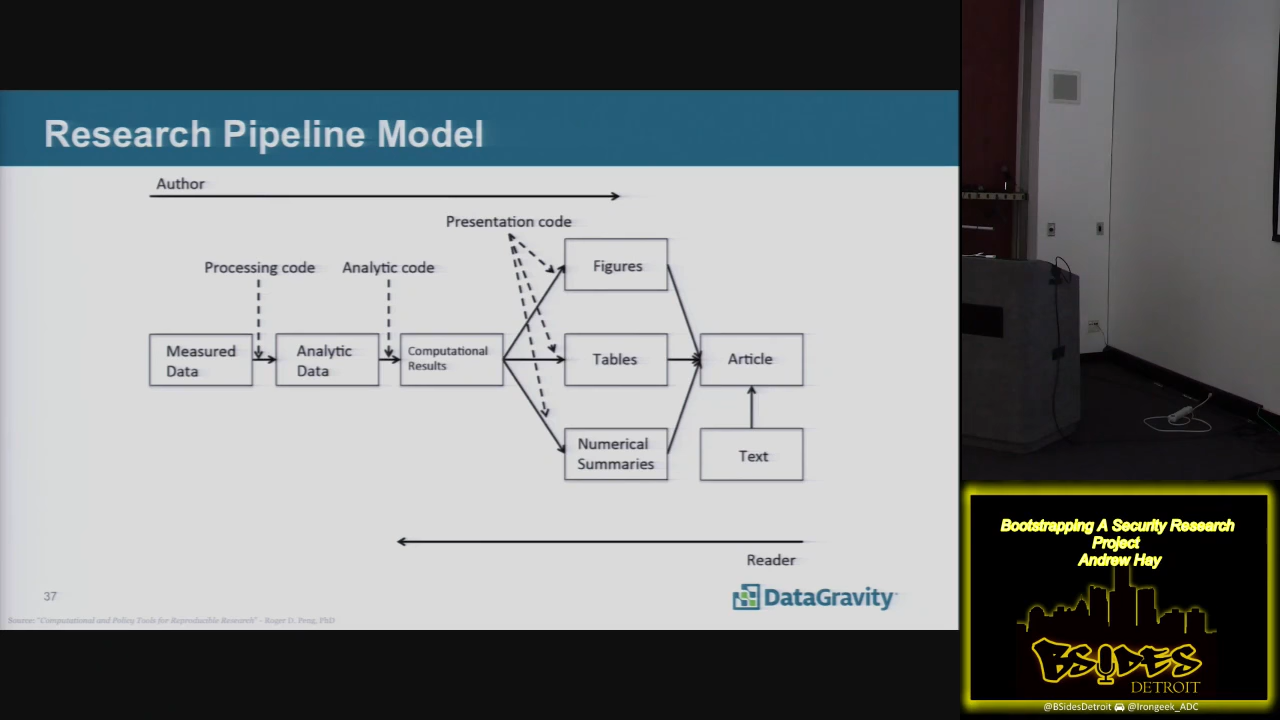 Research Pipeline Model
Author
Presentation code
Processing code
Analytic code
Figures
Measured
Data
Analytic
Data
Computational
Results
Tables
Article
Numerical
Summaries
Text
Reader
37
DataGravity
Source: "Computational and Policy Tools for Reproducible Research" - Roger D. Peng, PhD
Bootstrapping A Security Research
Project
Andrew Hay
BSIDES
DETROIT
@BSidesDetroit @Irongeek_ADC